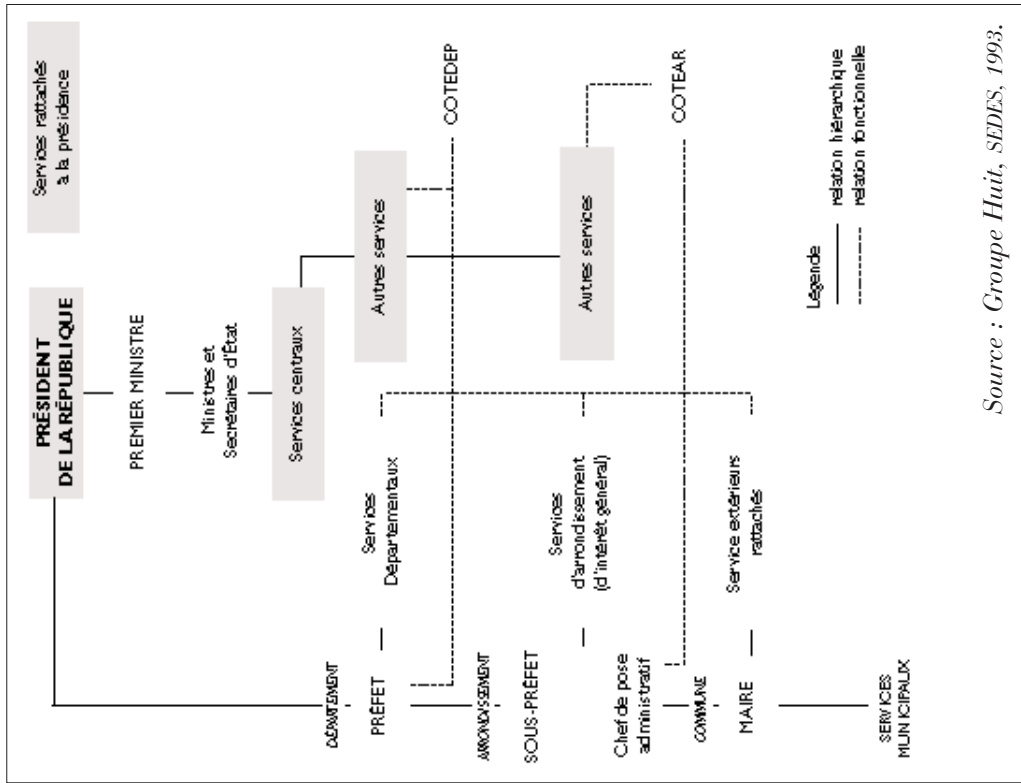 Services rattachés
à la présidence
PRÉSIDENT
DE LA RÉPUBLIQUE
PREMIER MINISTRE
Ministres et
Secrétaires d'État
Services centraux
Autres services
COTEDEP
Autres services
COTEAR
DÉPARTEMENT
PRÉFET
Services
Départementaux
ARRONDISSEMENT
SOUS-PRÉFET
Services
d'arrondissement
(d'intérêt général)
Chef de pose
administratif
COMMUNE
MAIRE
Service extérieurs
rattachés
SERVICES
MUNICIPAUX
Légende
relation hiérarchique
relation fonctionnelle
Source : Groupe Huit, SEDES, 1993.